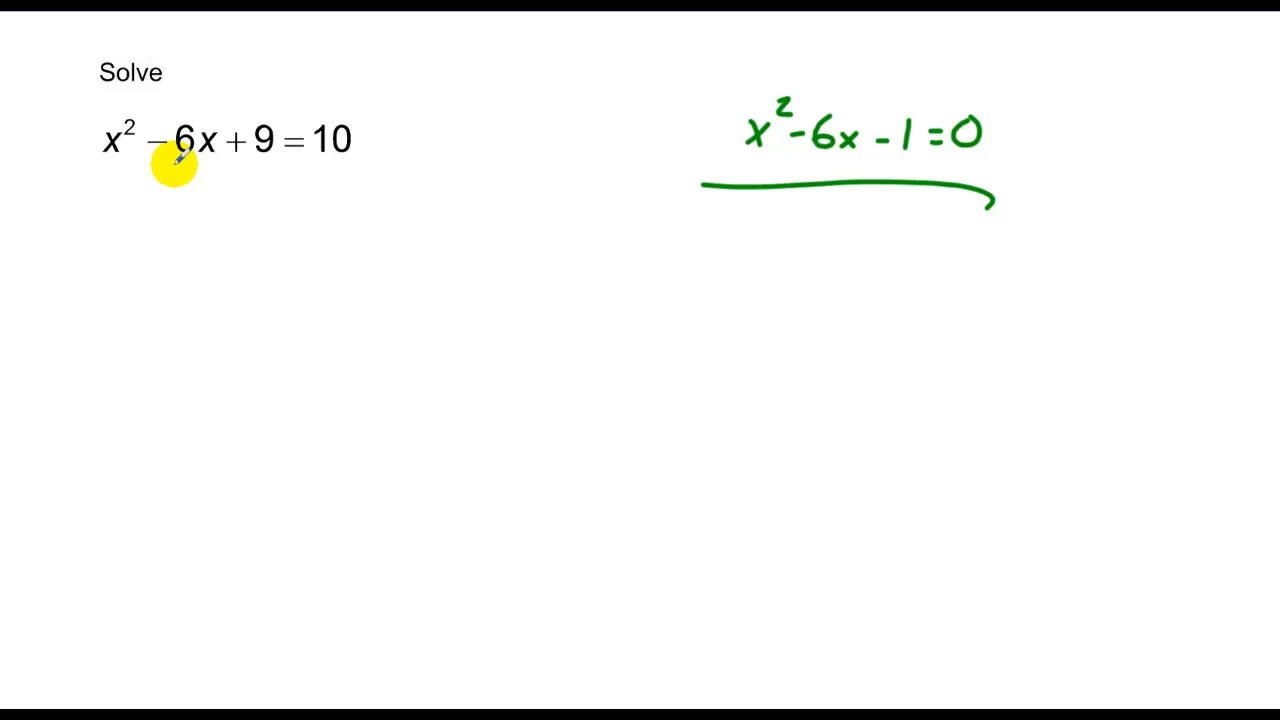 Solve
x² − 6x + 9 = 10
x² - 6x - 1 = 0